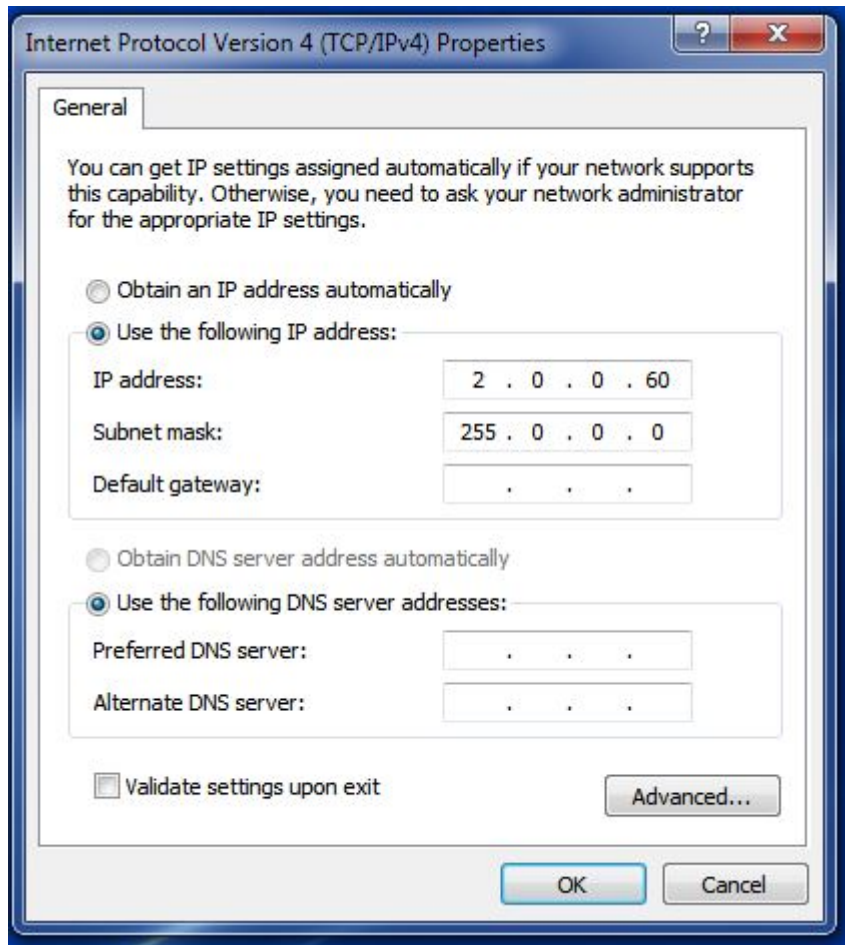 Internet Protocol Version 4 (TCP/IPv4) Properties
?
X
General
You can get IP settings assigned automatically if your network supports
this capability. Otherwise, you need to ask your network administrator
for the appropriate IP settings.
Obtain an IP address automatically
Use the following IP address:
IP address: 2 . 0 . 0 . 60
Subnet mask: 255 . 0 . 0 . 0
Default gateway: . . .
Obtain DNS server address automatically
Use the following DNS server addresses:
Preferred DNS server: . . .
Alternate DNS server: . . .
Validate settings upon exit
Advanced...
OK Cancel